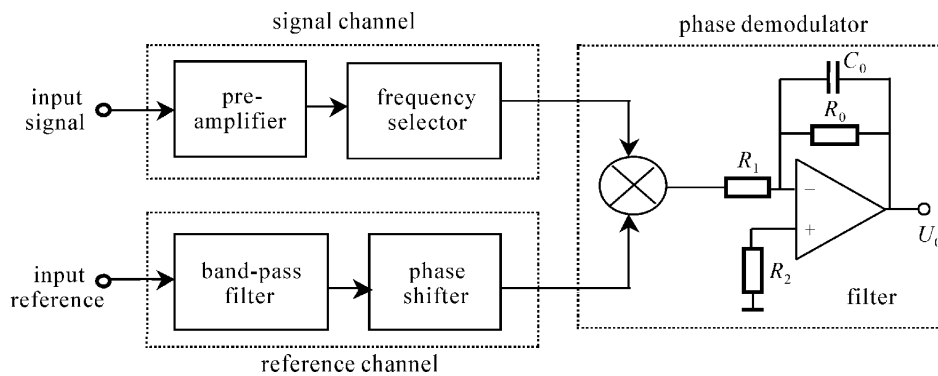 signal channel
phase demodulator
input
signal
pre-
amplifier
frequency
selector
C₀
R₀
R₁
−
+
R₂
U₀
filter
input
reference
band-pass
filter
phase
shifter
reference channel